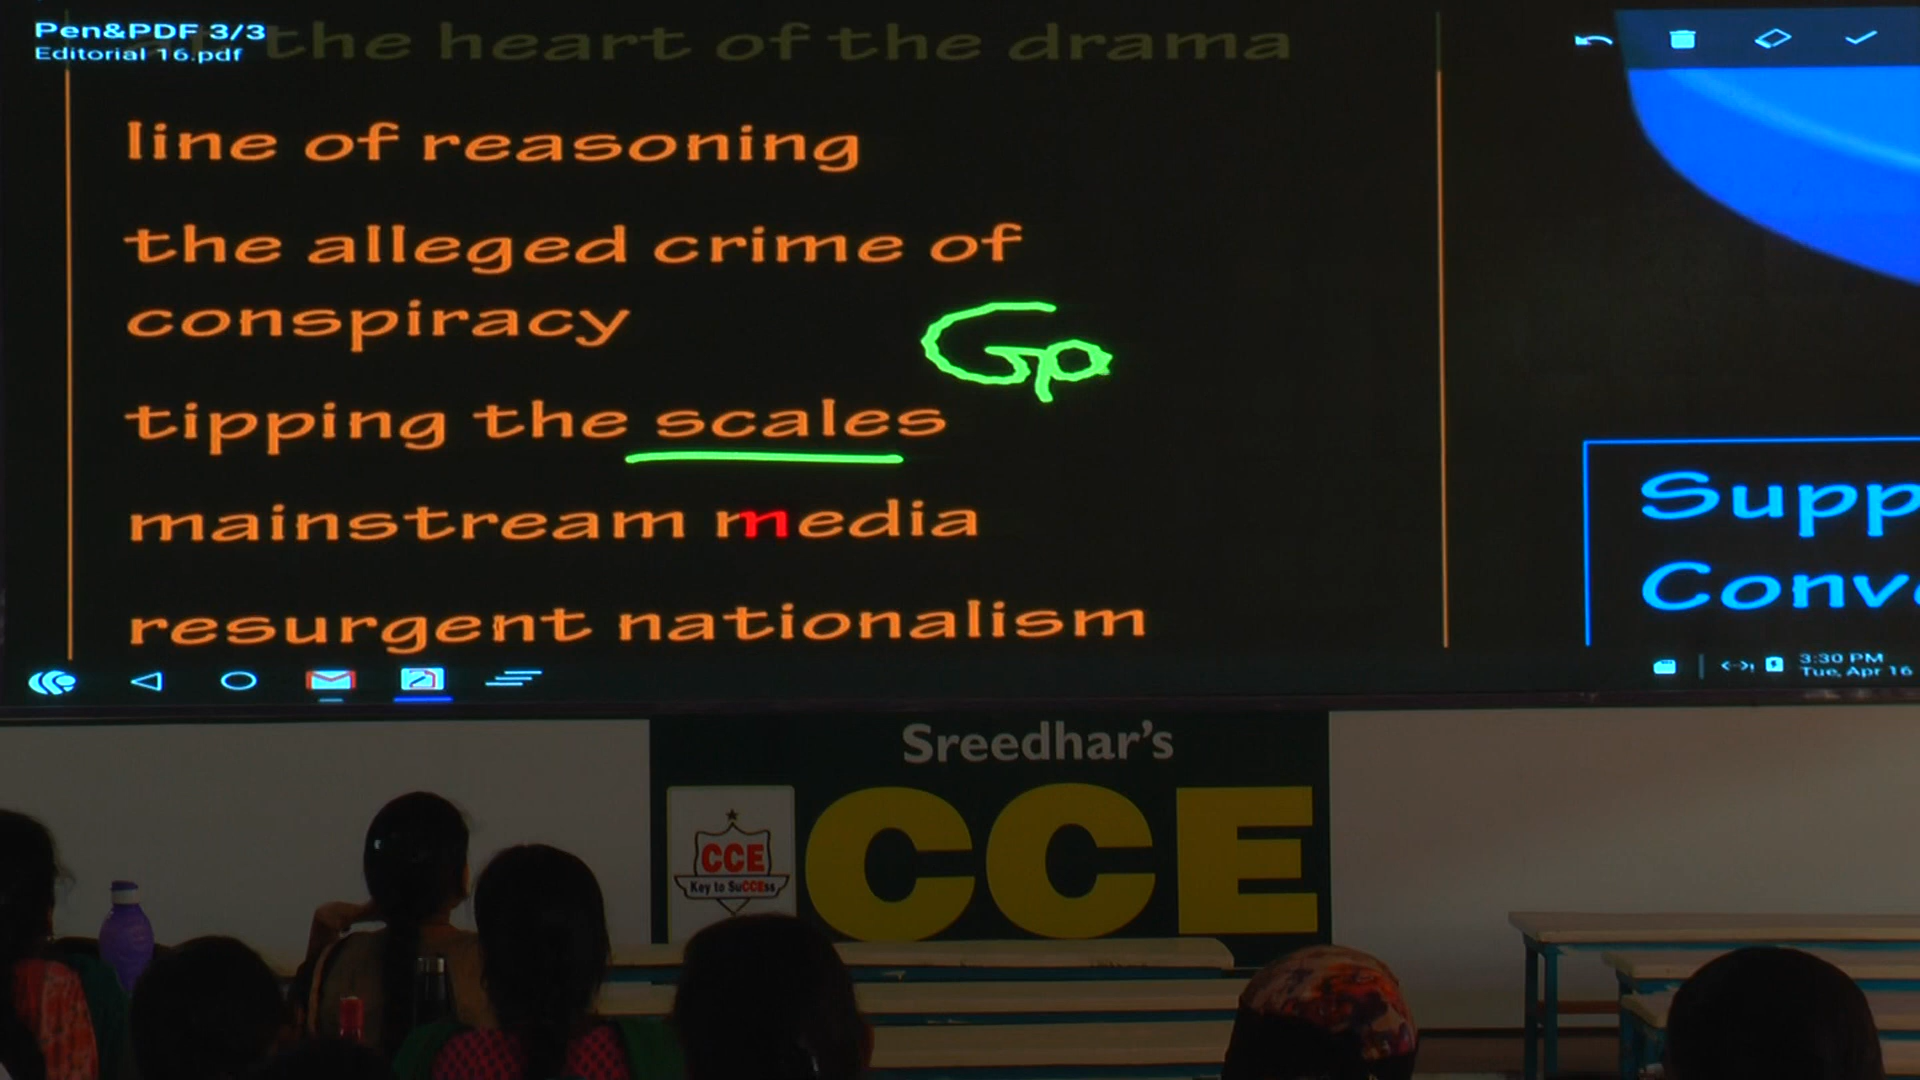 Pen&PDF 3/3
Editorial 16.pdf
the heart of the drama
line of reasoning
the alleged crime of
conspiracy
Gp
tipping the scales
mainstream media
resurgent nationalism
Supp
Conv
3:30 PM
Tue, Apr 16
Sreedhar's
CCE
CCE
Key to SuCCEss